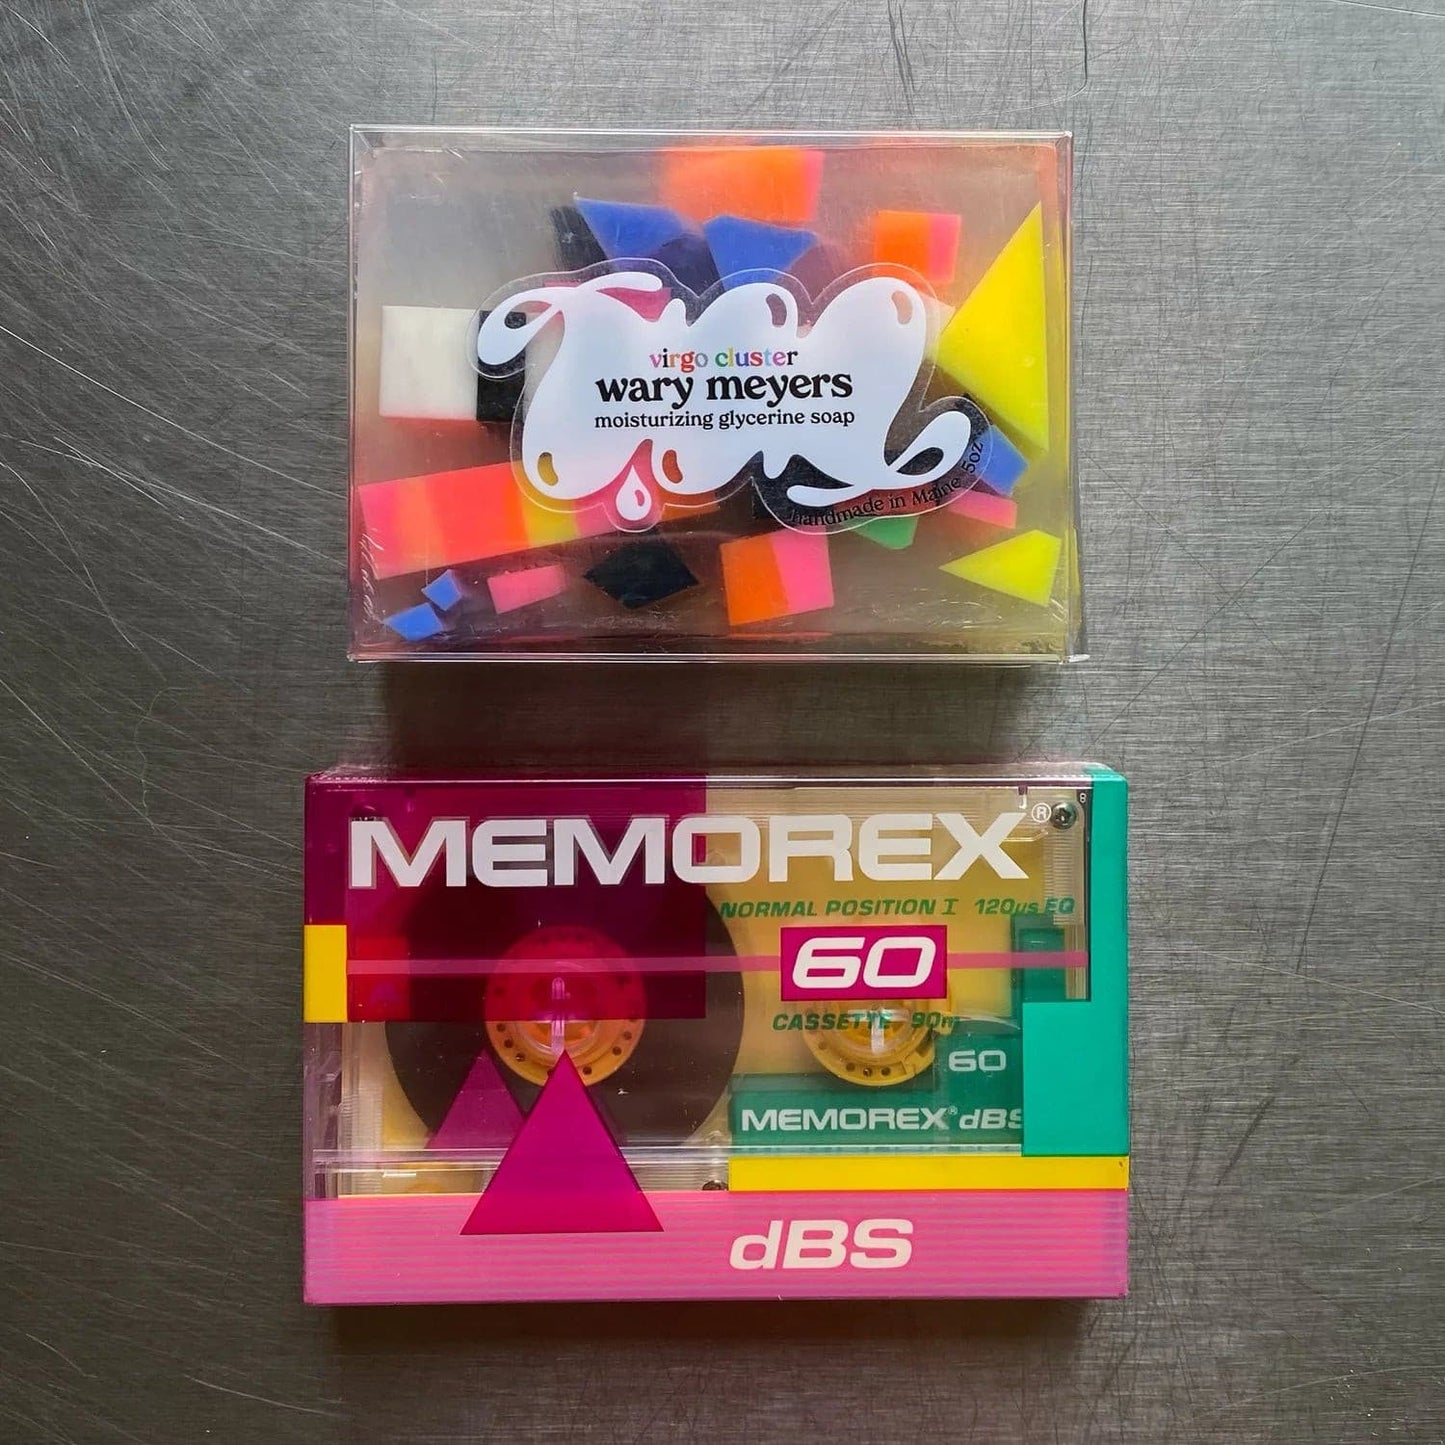 virgo cluster
wary meyers
moisturizing glycerine soap
handmade in Maine 5oz
MEMOREX®
NORMAL POSITION I 120µs EQ
60
CASSETTE 90m
60
MEMOREX® dBS
dBS